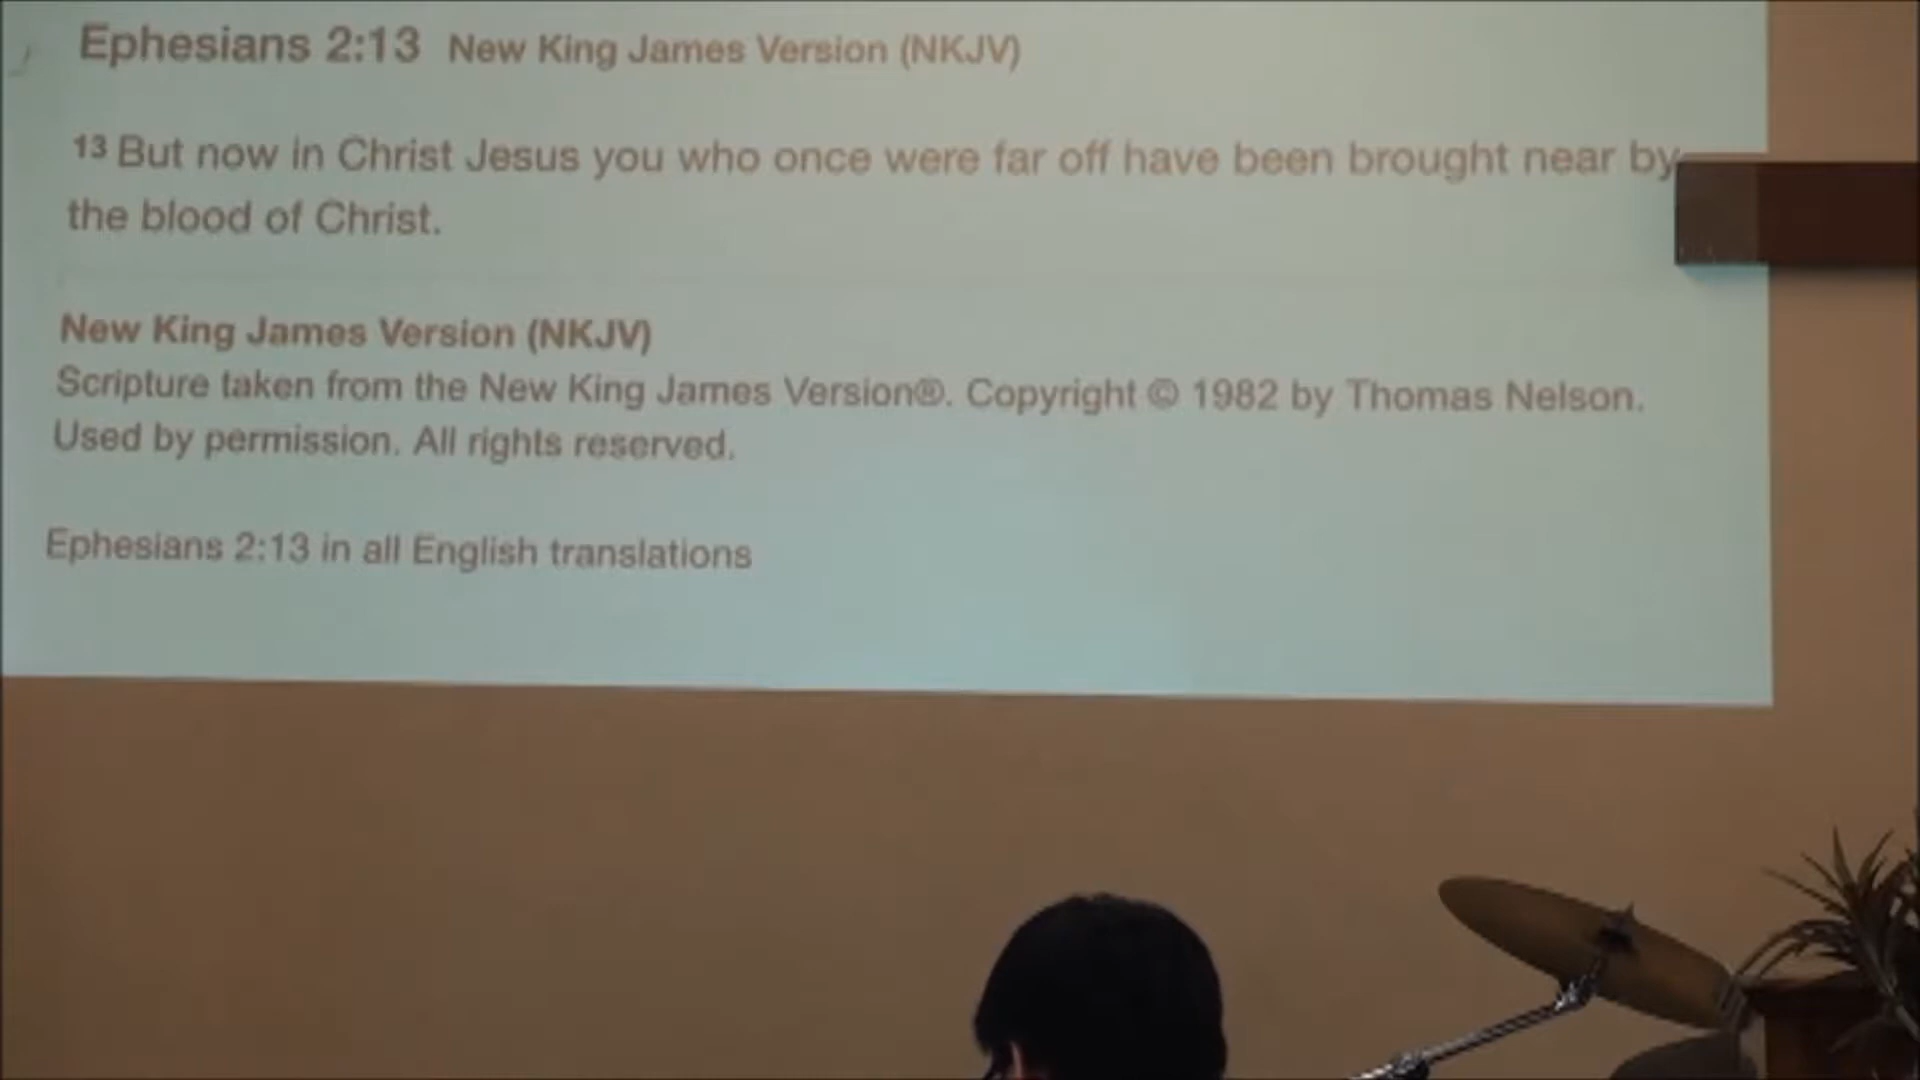 Ephesians 2:13 New King James Version (NKJV)
13 But now in Christ Jesus you who once were far off have been brought near by
the blood of Christ.
New King James Version (NKJV)
Scripture taken from the New King James Version®. Copyright © 1982 by Thomas Nelson.
Used by permission. All rights reserved.
Ephesians 2:13 in all English translations